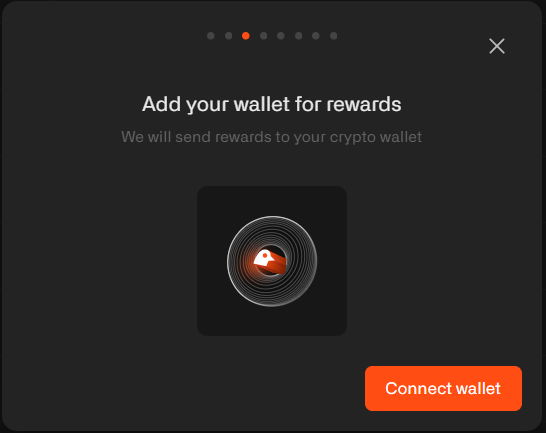 Add your wallet for rewards
We will send rewards to your crypto wallet
Connect wallet